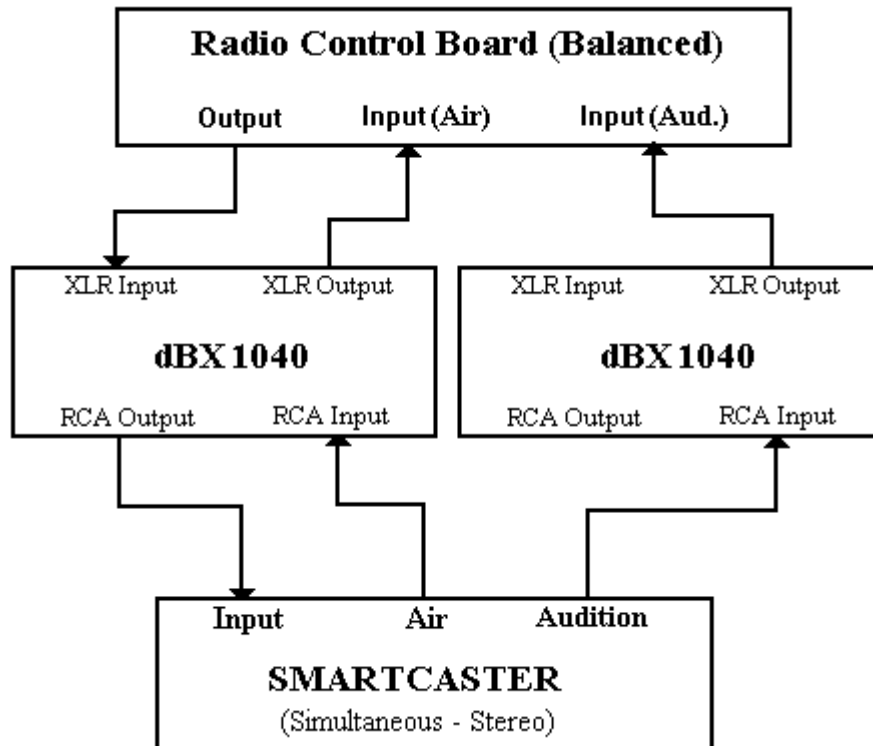 Radio Control Board (Balanced)
Output Input (Air) Input (Aud.)
XLR Input XLR Output XLR Input XLR Output
dBX 1040 dBX 1040
RCA Output RCA Input RCA Output RCA Input
Input Air Audition
SMARTCASTER
(Simultaneous - Stereo)